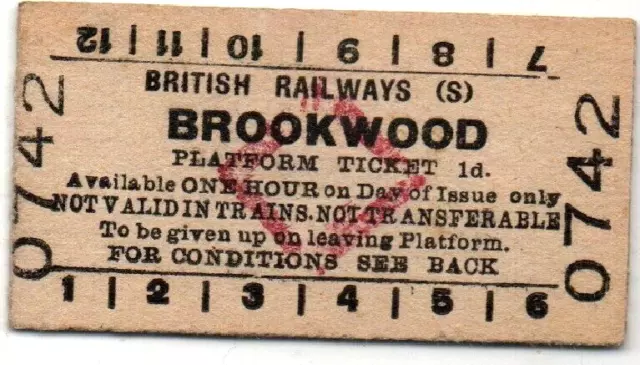 7 | 8 | 9 | 10 | 11 | 12
BRITISH RAILWAYS (S)
BROOKWOOD
PLATFORM TICKET 1d.
Available ONE HOUR on Day of Issue only
NOT VALID IN TRAINS. NOT TRANSFERABLE
To be given up on leaving Platform.
FOR CONDITIONS SEE BACK
1 | 2 | 3 | 4 | 5 | 6
0742
0742